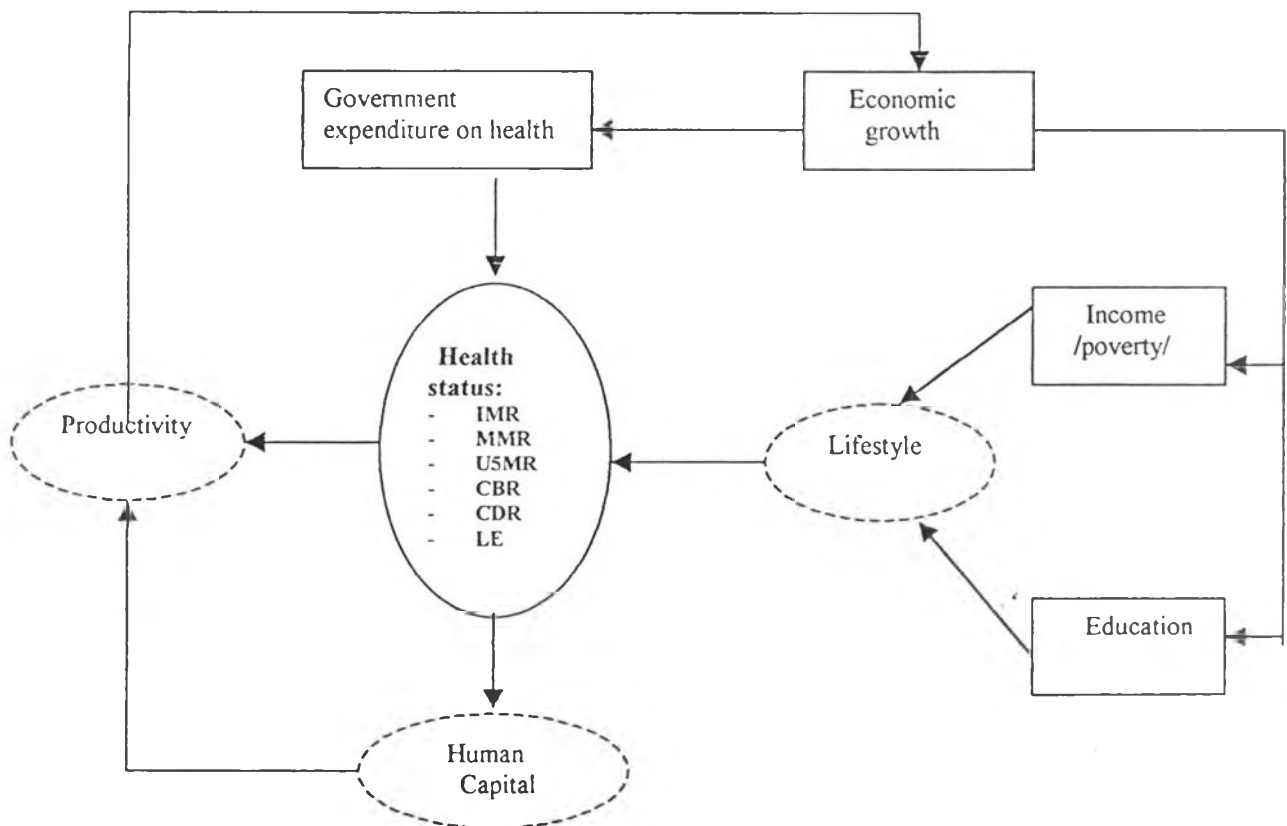 Government
expenditure on health
Economic
growth
Income
/poverty/
Health
status:
- IMR
- MMR
- U5MR
- CBR
- CDR
- LE
Productivity
Lifestyle
Education
Human
Capital